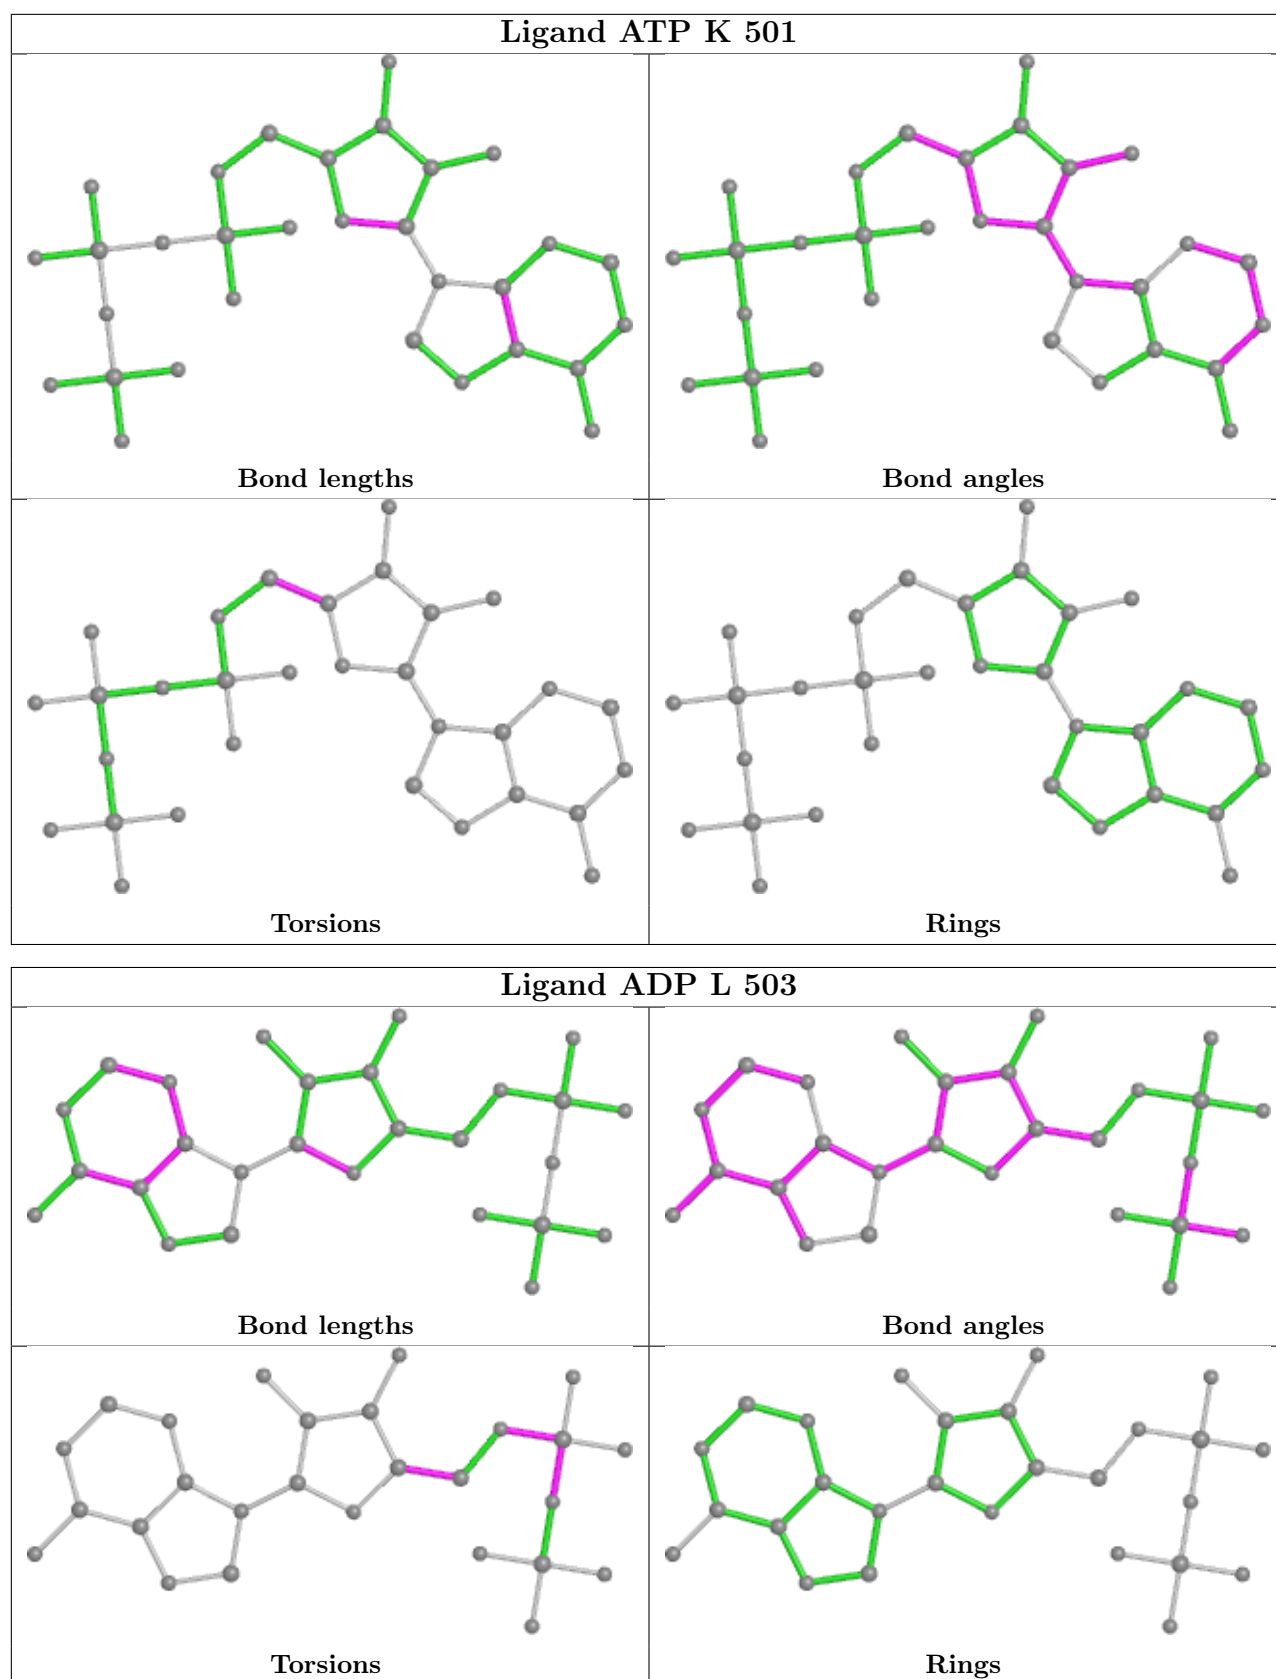 Ligand ATP K 501
Bond lengths
Bond angles
Torsions
Rings
Ligand ADP L 503
Bond lengths
Bond angles
Torsions
Rings